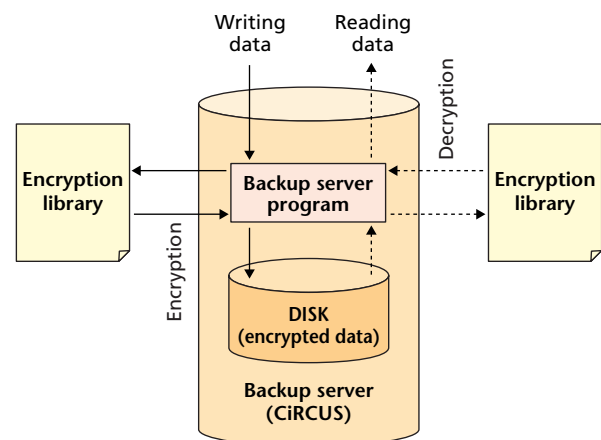 Writing
data
Reading
data
Decryption
Encryption
library
Backup server
program
Encryption
library
Encryption
DISK
(encrypted data)
Backup server
(CiRCUS)